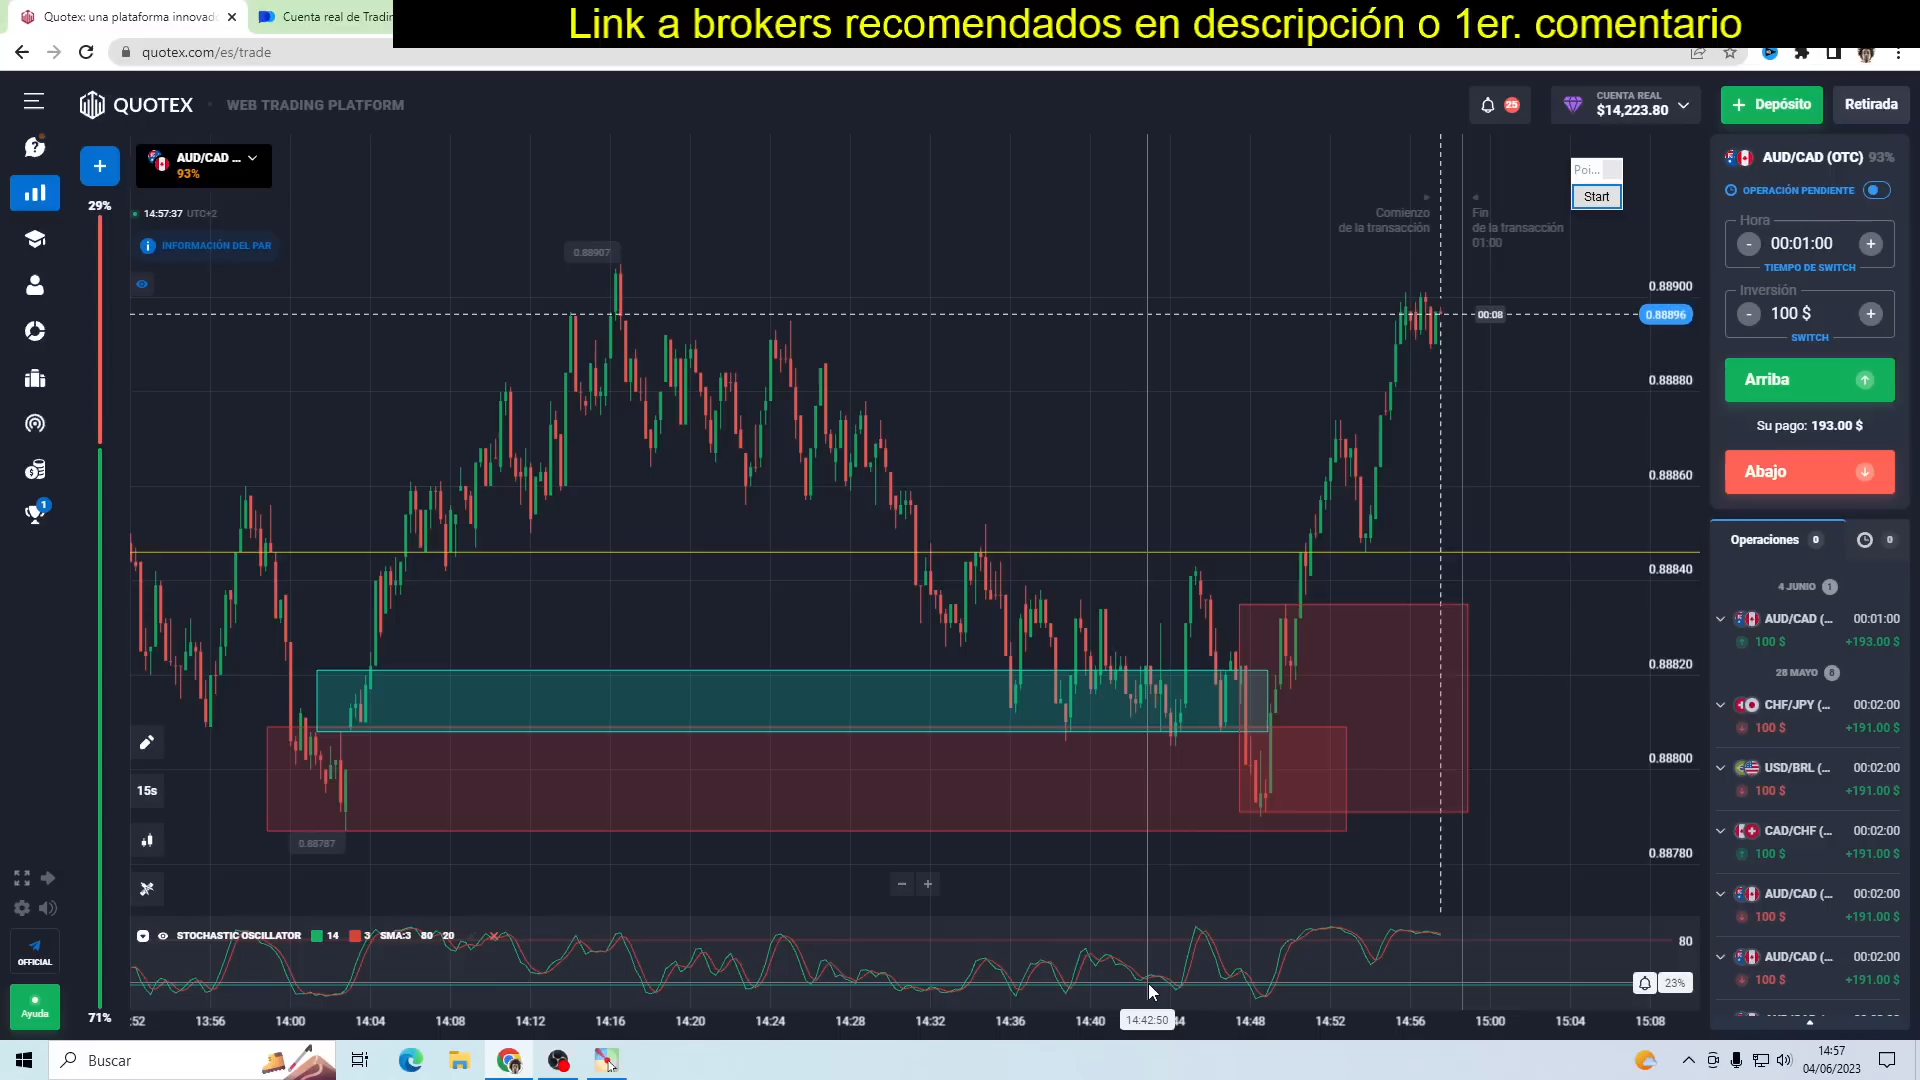 Quotex: una plataforma innovad
Cuenta real de Tradin
Link a brokers recomendados en descripción o 1er. comentario
quotex.com/es/trade
QUOTEX
WEB TRADING PLATFORM
25
CUENTA REAL
$14,223.80
Depósito
Retirada
AUD/CAD ...
93%
29%
14:57:37 UTC+2
INFORMACIÓN DEL PAR
0.88907
Comienzo
de la transacción
Fin
de la transacción
01:00
Poi...
Start
00:08
0.88900
0.88896
0.88880
0.88860
0.88840
0.88820
0.88800
0.88780
0.88787
15s
AUD/CAD (OTC) 93%
OPERACIÓN PENDIENTE
Hora
- 00:01:00 +
TIEMPO DE SWITCH
Inversión
- 100 $ +
SWITCH
Arriba
Su pago: 193.00 $
Abajo
Operaciones 0
0
4 JUNIO 1
AUD/CAD (... 00:01:00
100 $ +193.00 $
28 MAYO 8
CHF/JPY (... 00:02:00
100 $ +191.00 $
USD/BRL (... 00:02:00
100 $ +191.00 $
CAD/CHF (... 00:02:00
100 $ +191.00 $
AUD/CAD (... 00:02:00
100 $ +191.00 $
AUD/CAD (... 00:02:00
100 $ +191.00 $
1
OFFICIAL
Ayuda
71%
STOCHASTIC OSCILLATOR 14 3 SMA:3 80 20
80
23%
:52 13:56 14:00 14:04 14:08 14:12 14:16 14:20 14:24 14:28 14:32 14:36 14:40 14:42:50 44 14:48 14:52 14:56 15:00 15:04 15:08
Buscar
14:57
04/06/2023